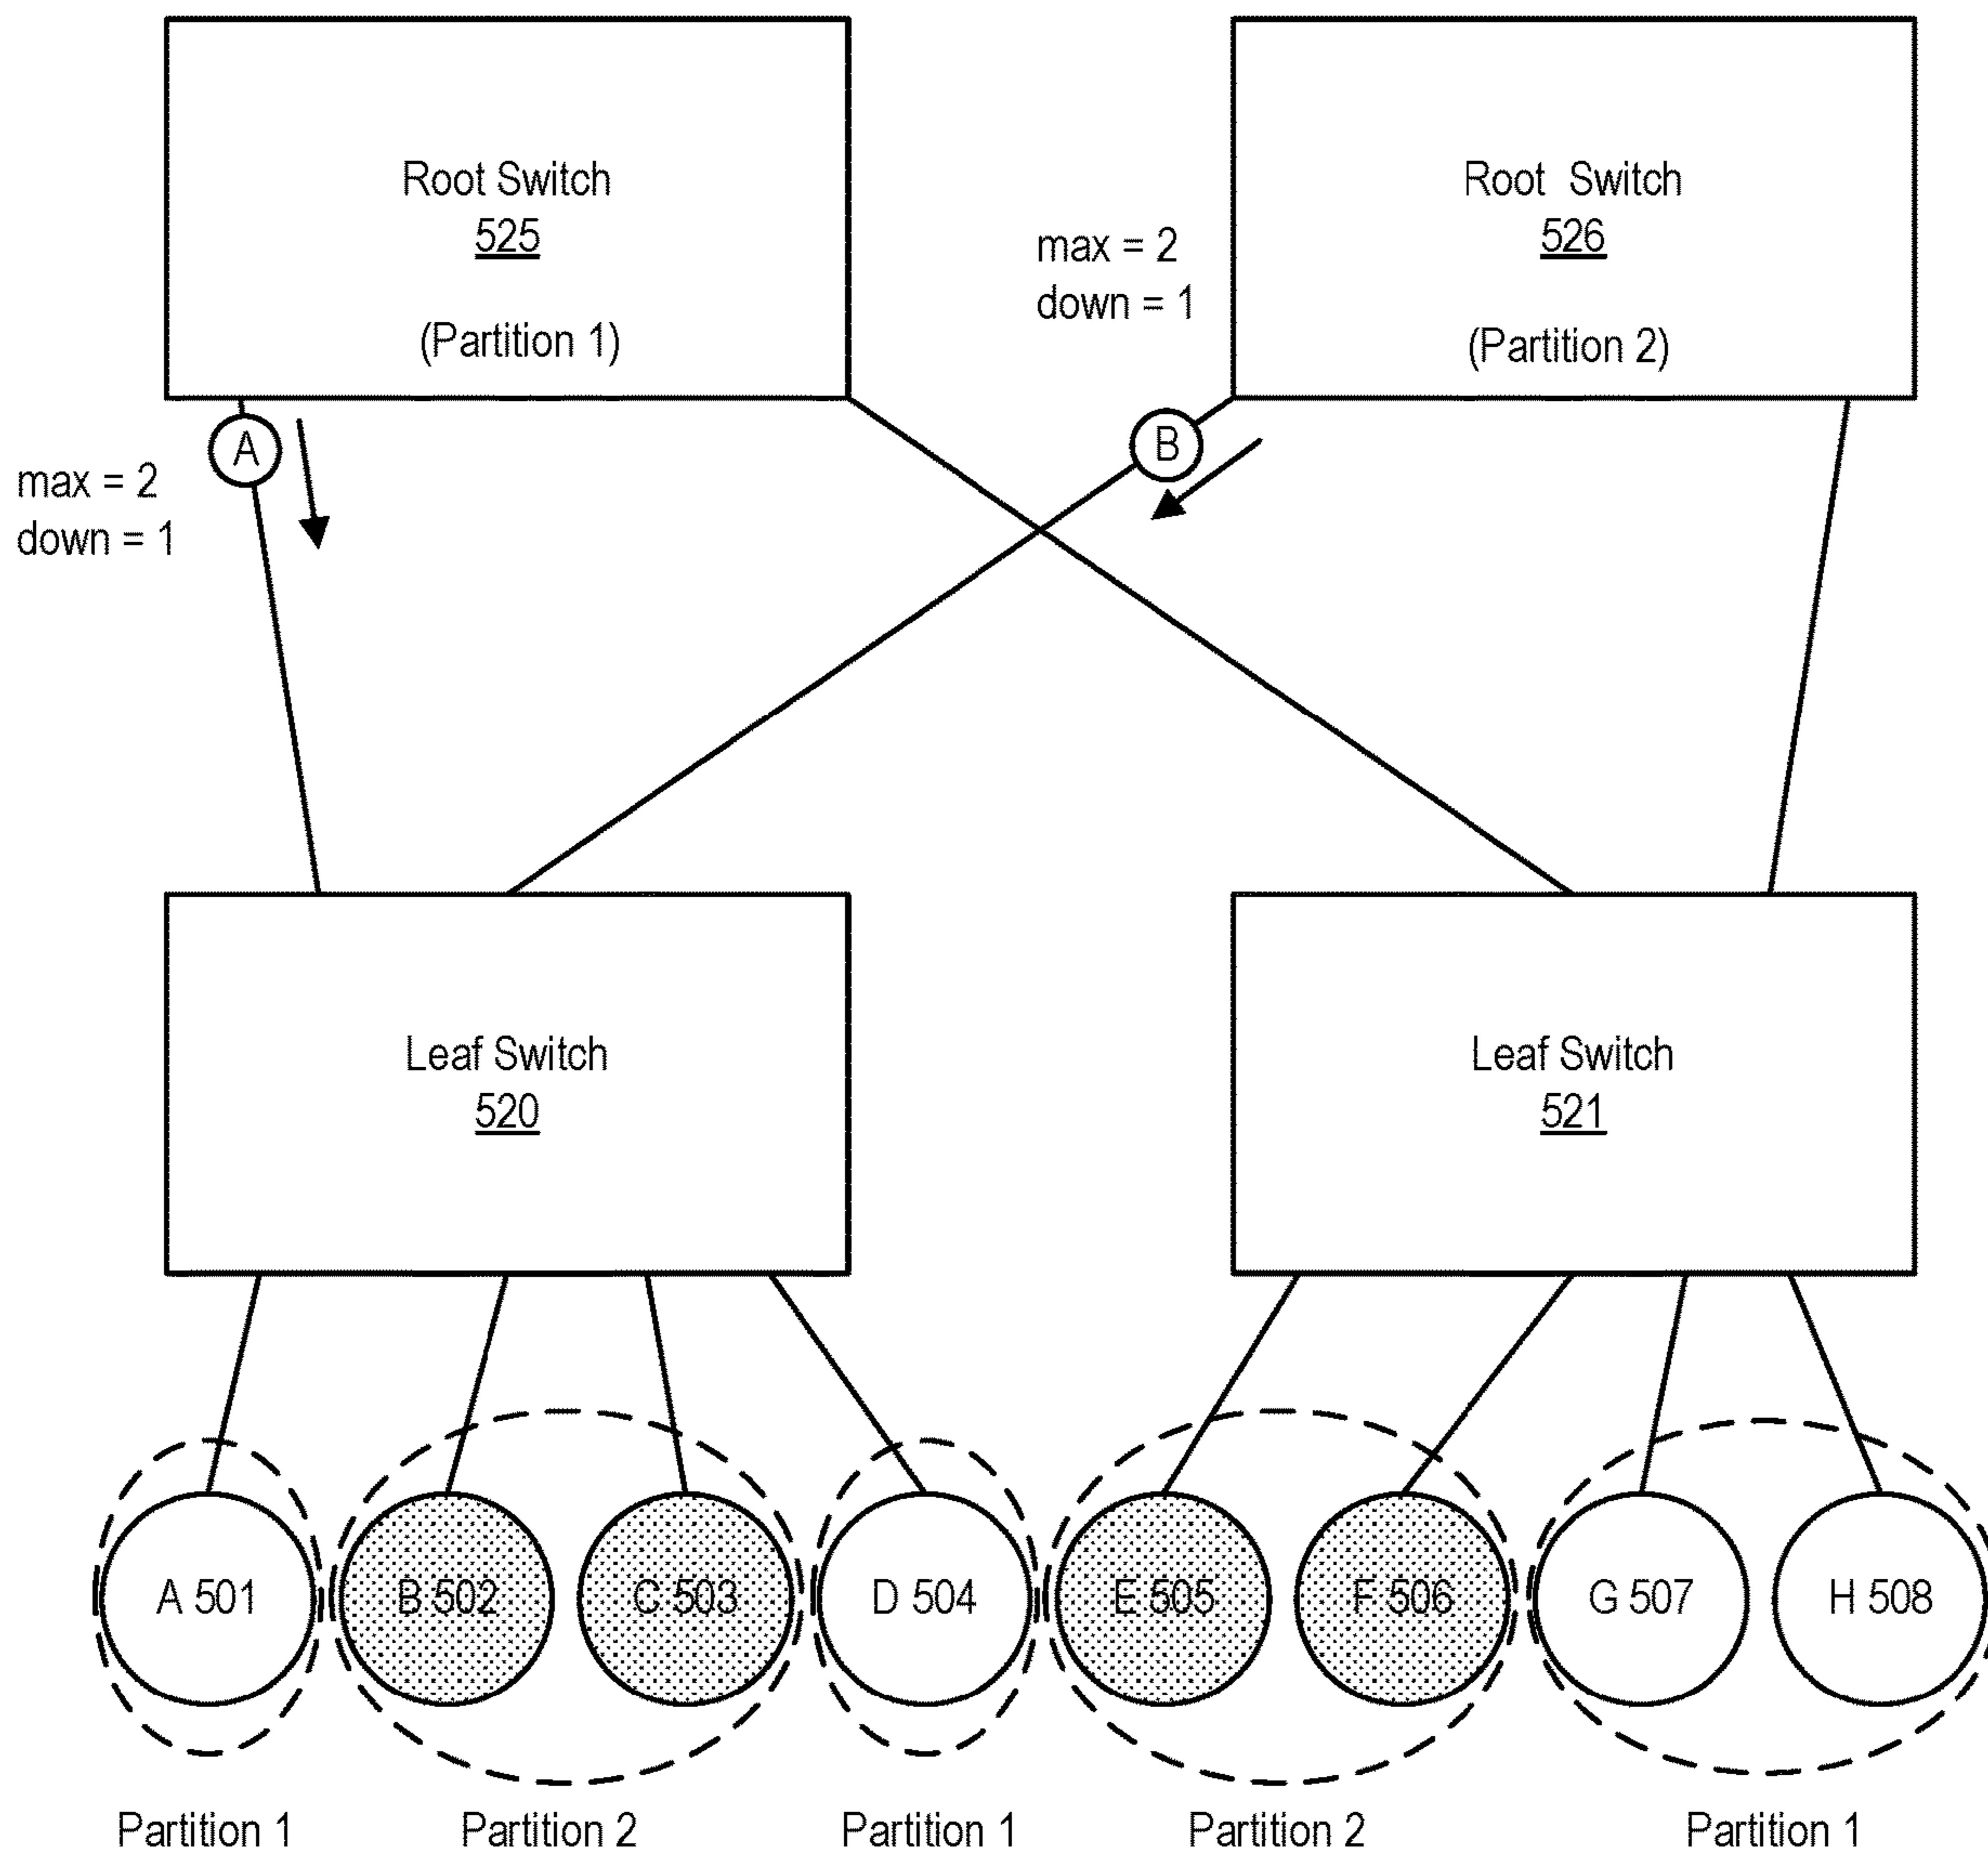 Root Switch
525
(Partition 1)
Root Switch
526
(Partition 2)
max = 2
down = 1
A
B
max = 2
down = 1
Leaf Switch
520
Leaf Switch
521
A 501
B 502
C 503
D 504
E 505
F 506
G 507
H 508
Partition 1
Partition 2
Partition 1
Partition 2
Partition 1